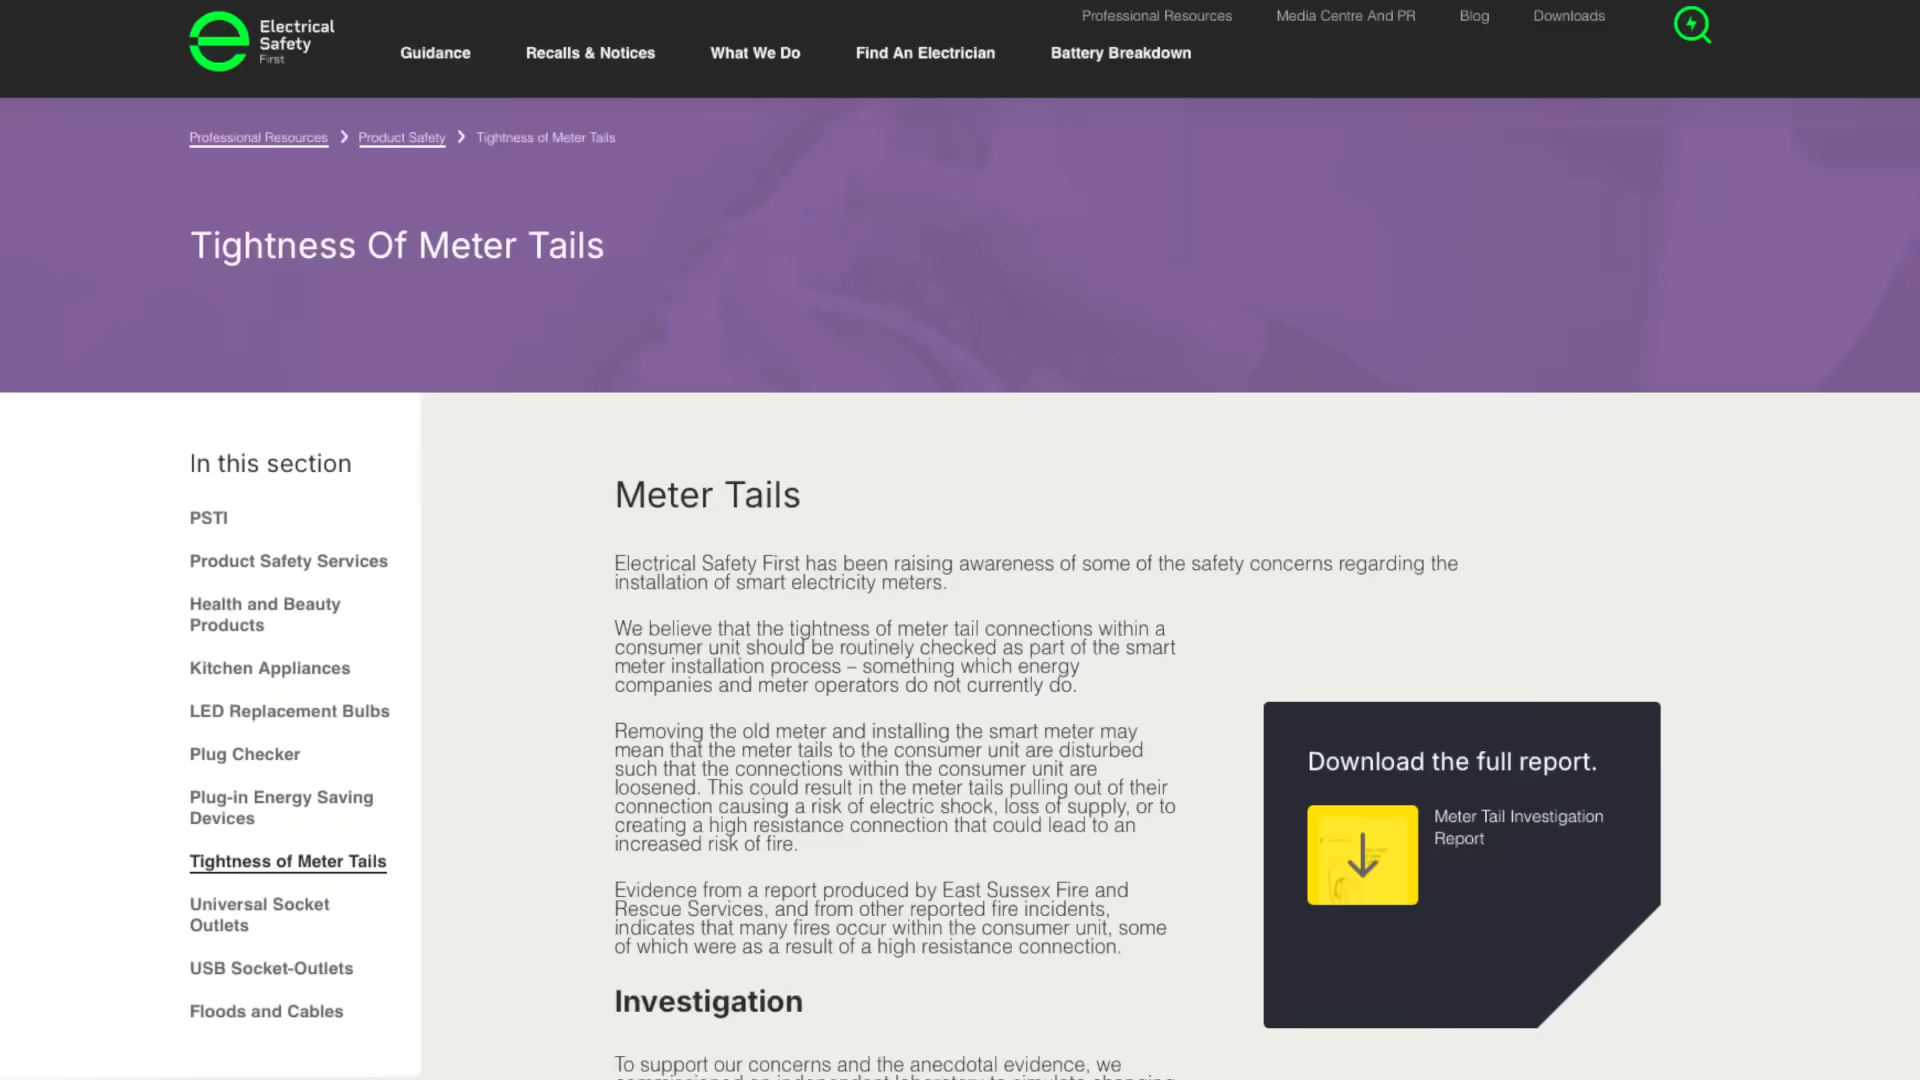 Electrical
Safety
First
Professional Resources
Media Centre And PR
Blog
Downloads
Guidance
Recalls & Notices
What We Do
Find An Electrician
Battery Breakdown
Professional Resources
Product Safety
Tightness of Meter Tails
Tightness Of Meter Tails
In this section
PSTI
Product Safety Services
Health and Beauty
Products
Kitchen Appliances
LED Replacement Bulbs
Plug Checker
Plug-in Energy Saving
Devices
Tightness of Meter Tails
Universal Socket
Outlets
USB Socket-Outlets
Floods and Cables
Meter Tails
Electrical Safety First has been raising awareness of some of the safety concerns regarding the
installation of smart electricity meters.
We believe that the tightness of meter tail connections within a
consumer unit should be routinely checked as part of the smart
meter installation process – something which energy
companies and meter operators do not currently do.
Removing the old meter and installing the smart meter may
mean that the meter tails to the consumer unit are disturbed
such that the connections within the consumer unit are
loosened. This could result in the meter tails pulling out of their
connection causing a risk of electric shock, loss of supply, or to
creating a high resistance connection that could lead to an
increased risk of fire.
Evidence from a report produced by East Sussex Fire and
Rescue Services, and from other reported fire incidents,
indicates that many fires occur within the consumer unit, some
of which were as a result of a high resistance connection.
Investigation
To support our concerns and the anecdotal evidence, we
Download the full report.
Meter Tail Investigation
Report